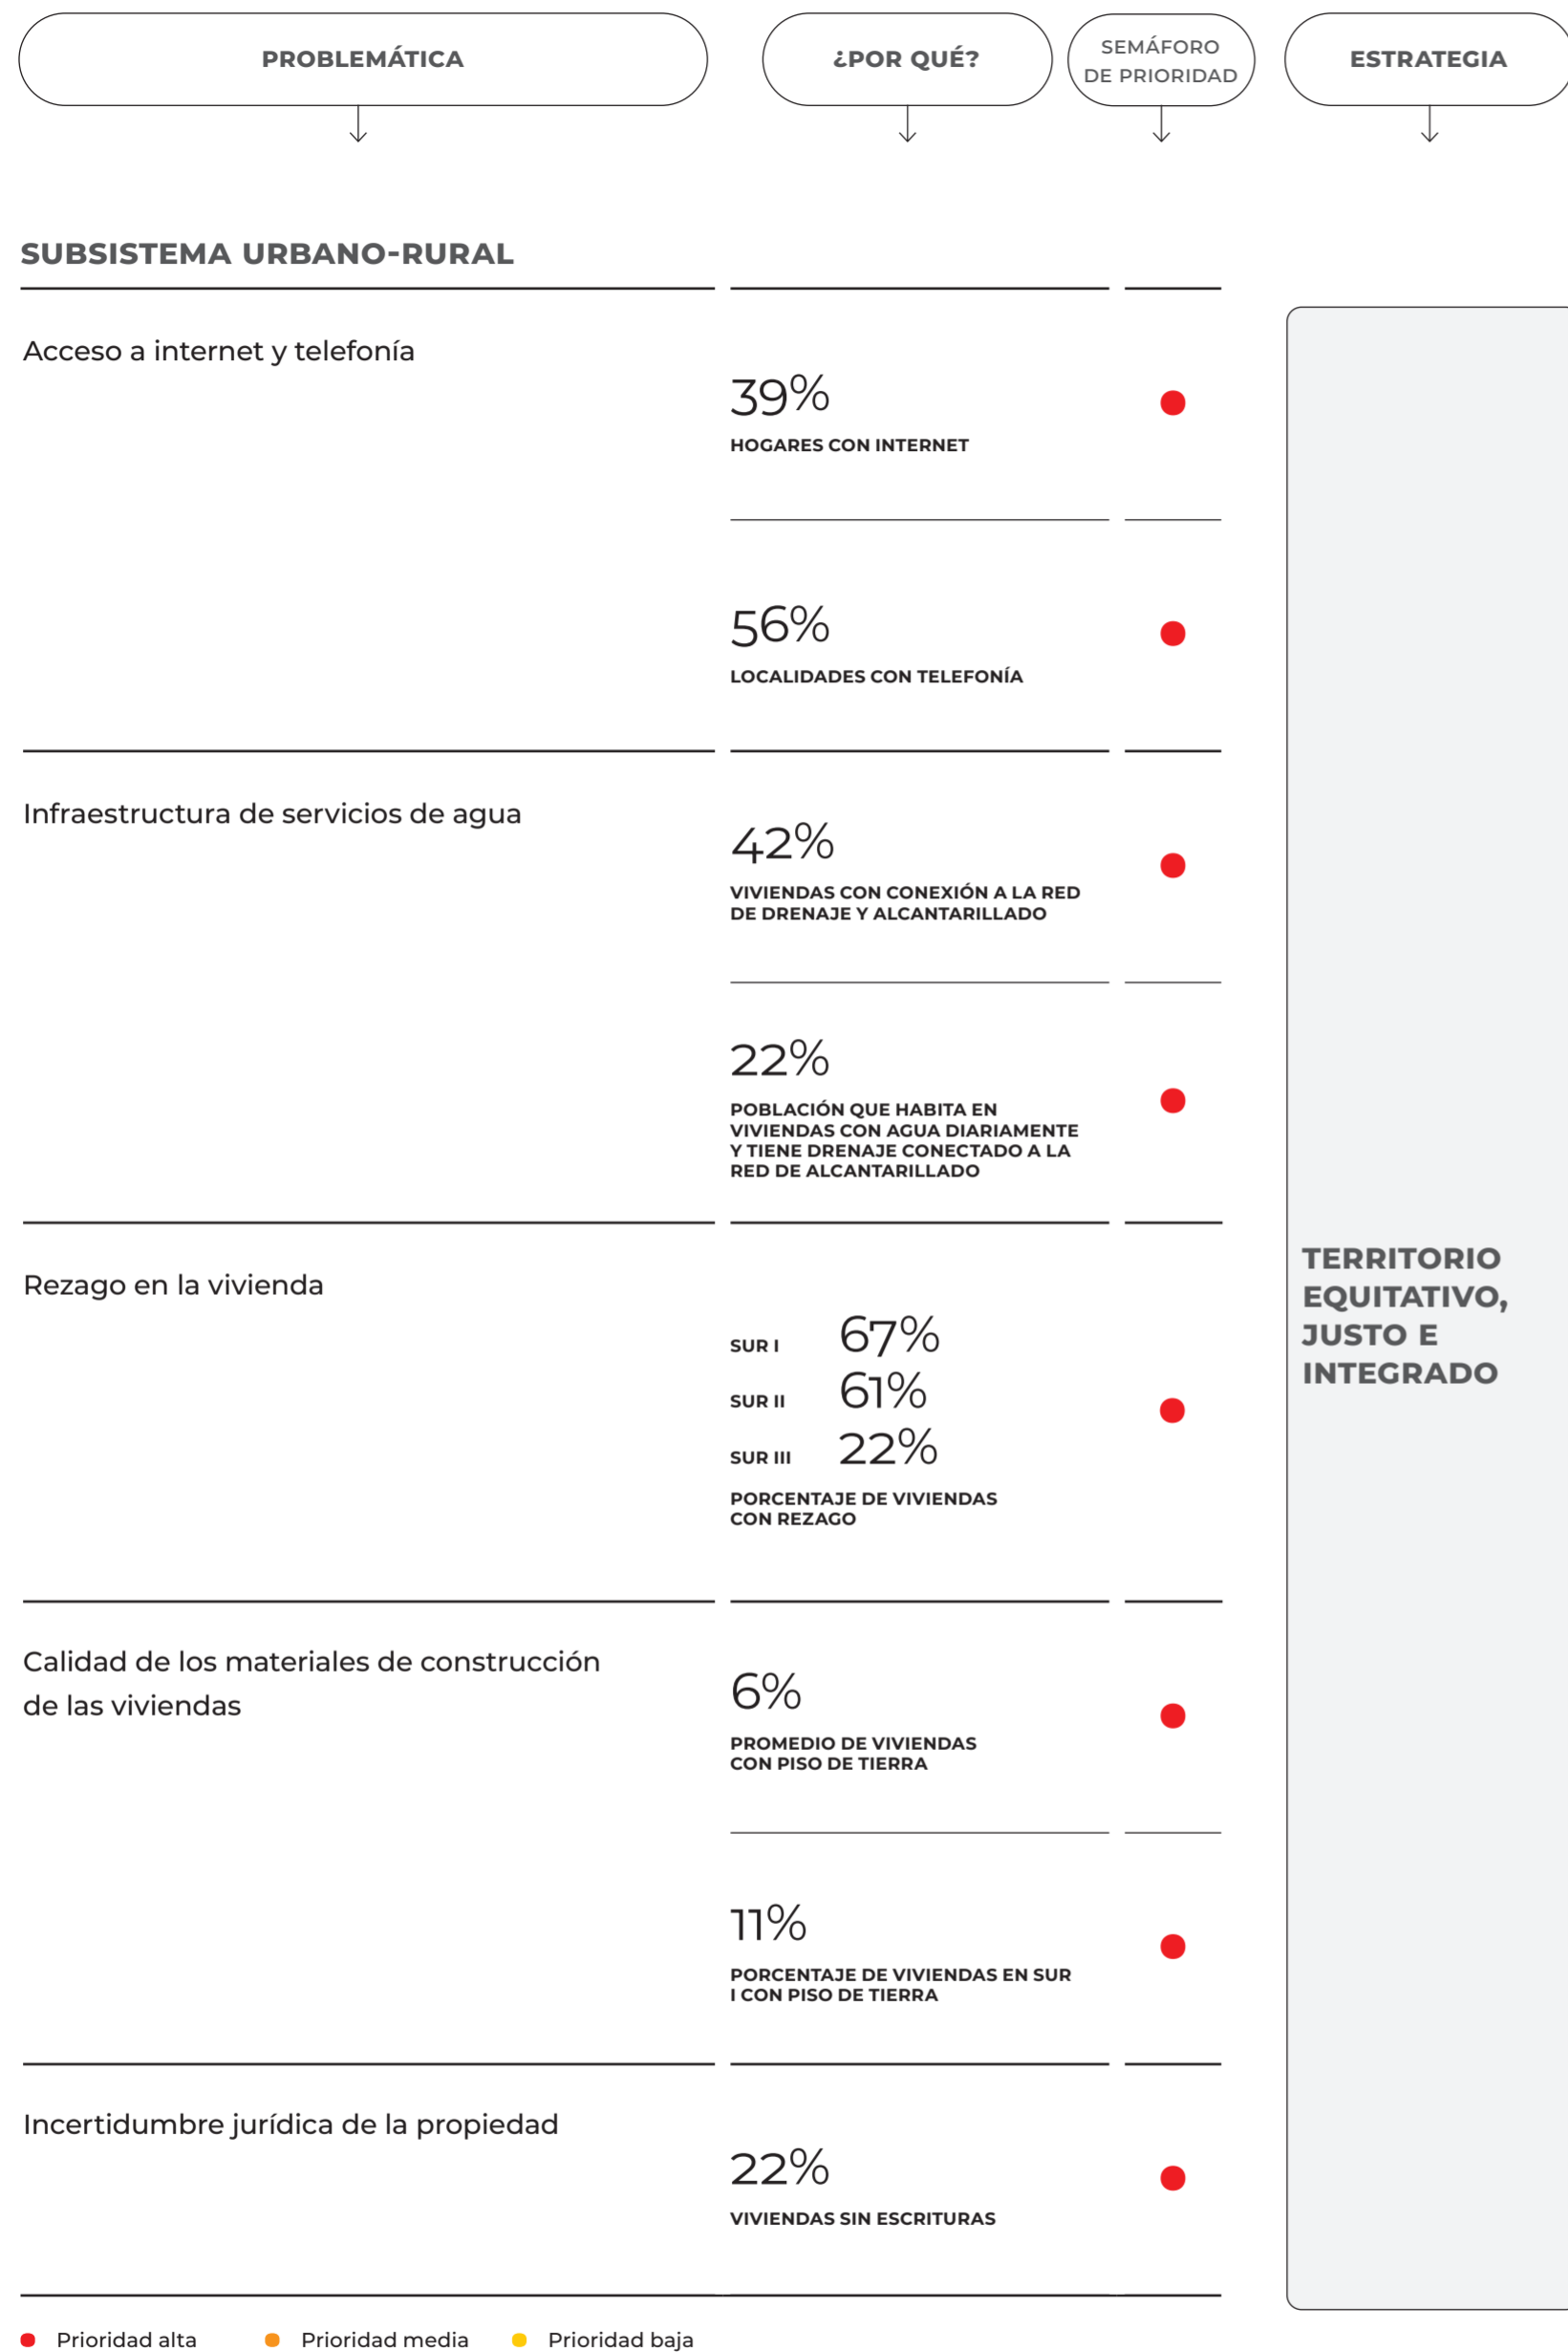 PROBLEMÁTICA
¿POR QUÉ?
SEMÁFORO
DE PRIORIDAD
ESTRATEGIA
SUBSISTEMA URBANO-RURAL
Acceso a internet y telefonía
39%
HOGARES CON INTERNET
56%
LOCALIDADES CON TELEFONÍA
Infraestructura de servicios de agua
42%
VIVIENDAS CON CONEXIÓN A LA RED
DE DRENAJE Y ALCANTARILLADO
22%
POBLACIÓN QUE HABITA EN
VIVIENDAS CON AGUA DIARIAMENTE
Y TIENE DRENAJE CONECTADO A LA
RED DE ALCANTARILLADO
Rezago en la vivienda
SUR I 67%
SUR II 61%
SUR III 22%
PORCENTAJE DE VIVIENDAS
CON REZAGO
Calidad de los materiales de construcción
de las viviendas
6%
PROMEDIO DE VIVIENDAS
CON PISO DE TIERRA
11%
PORCENTAJE DE VIVIENDAS EN SUR
I CON PISO DE TIERRA
Incertidumbre jurídica de la propiedad
22%
VIVIENDAS SIN ESCRITURAS
TERRITORIO
EQUITATIVO,
JUSTO E
INTEGRADO
Prioridad alta Prioridad media Prioridad baja